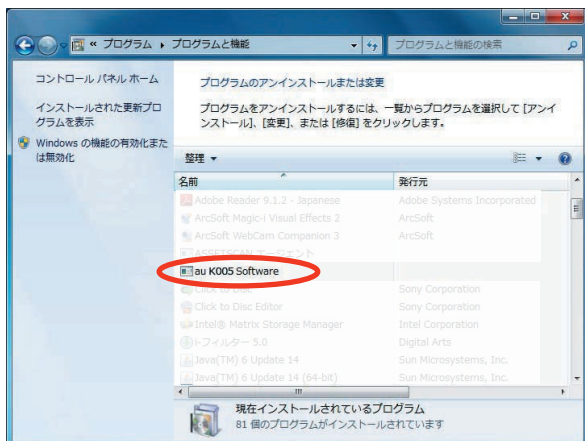 « プログラム ▸ プログラムと機能
プログラムと機能の検索
コントロール パネル ホーム
インストールされた更新プロ
グラムを表示
Windows の機能の有効化また
は無効化
プログラムのアンインストールまたは変更
プログラムをアンインストールするには、一覧からプログラムを選択して [アンイ
ンストール]、[変更]、または [修復] をクリックします。
整理
名前 発行元
Adobe Reader 9.1.2 - Japanese Adobe Systems Incorporated
ArcSoft Magic-i Visual Effects 2 ArcSoft
ArcSoft WebCam Companion 3 ArcSoft
ASSETSCAN エージェント
au K005 Software
Click to Disc Sony Corporation
Click to Disc Editor Sony Corporation
Intel® Matrix Storage Manager Intel Corporation
i-フィルター 5.0 Digital Arts
Java(TM) 6 Update 14 Sun Microsystems, Inc.
Java(TM) 6 Update 14 (64-bit) Sun Microsystems, Inc.
現在インストールされているプログラム
81 個のプログラムがインストールされています